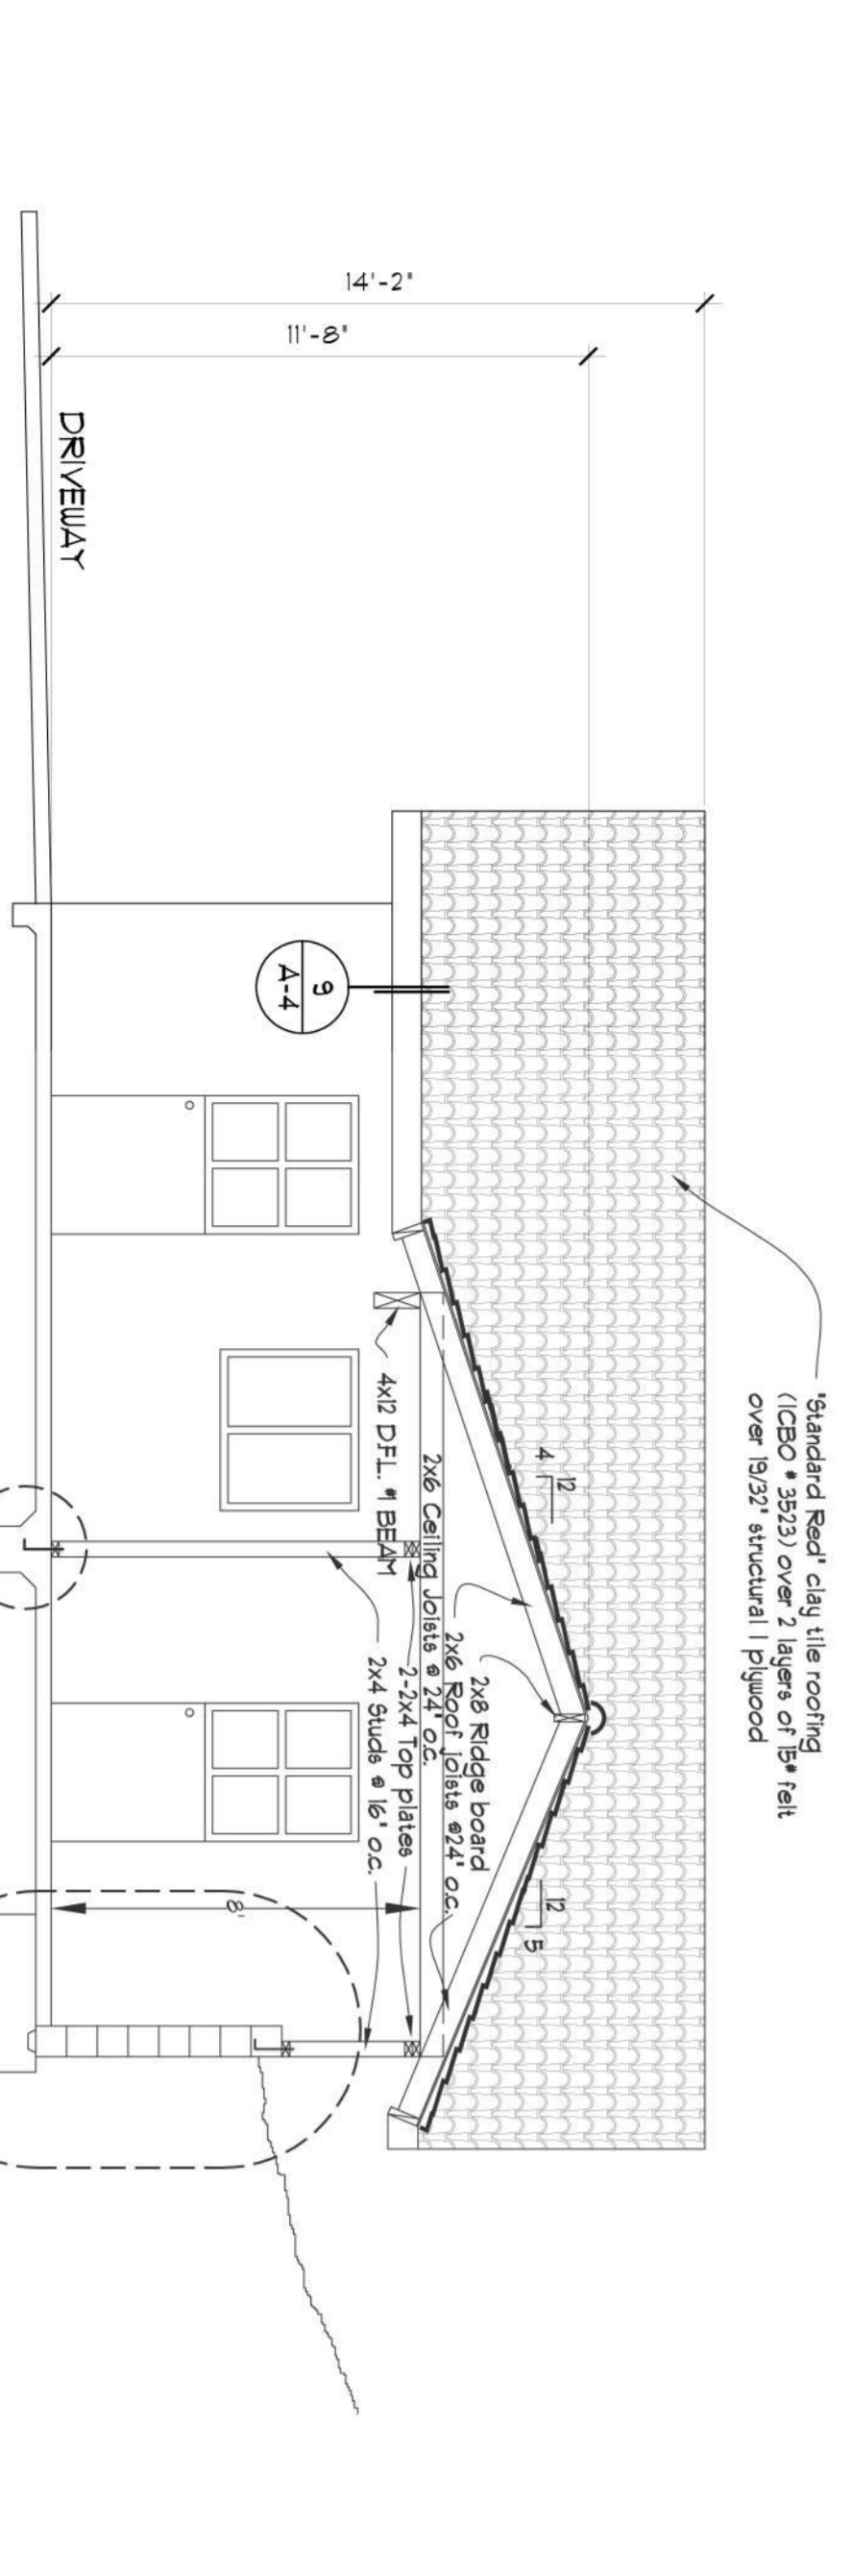 'Standard Red' clay tile roofing
(ICBO # 3523) over 2 layers of 15# felt
over 19/32" structural 1 plywood
14'-2"
11'-8"
DRIVEWAY
9
A-4
12
4
12
5
2x8 Ridge board
2x6 Roof joists @24" o.c.
2x6 Ceiling Joists @ 24" o.c.
2-2x4 Top plates
4x12 D.F.L. #1 BEAM
2x4 Studs @ 16" o.c.
8'